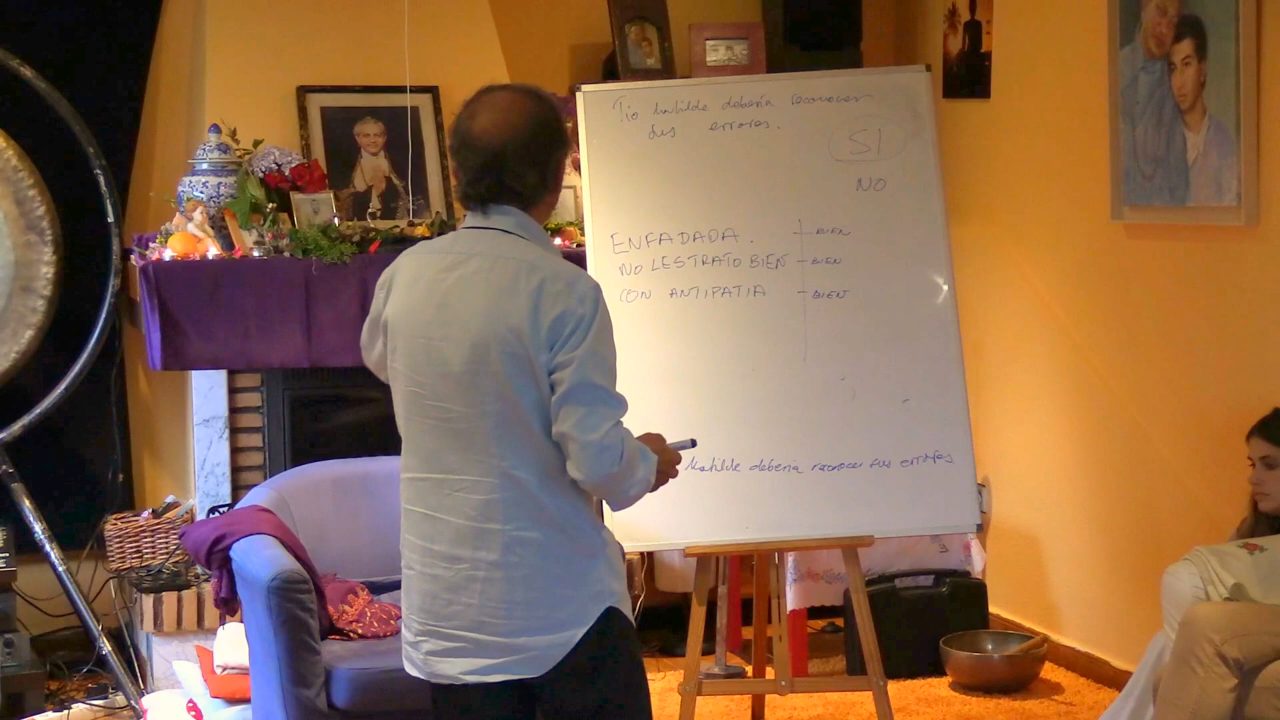 Tio Matilde debería reconocer
sus errores.
SI
NO
ENFADADA. BIEN
NO LES TRATO BIEN BIEN
CON ANTIPATIA BIEN
Matilde debería reconocer sus errores